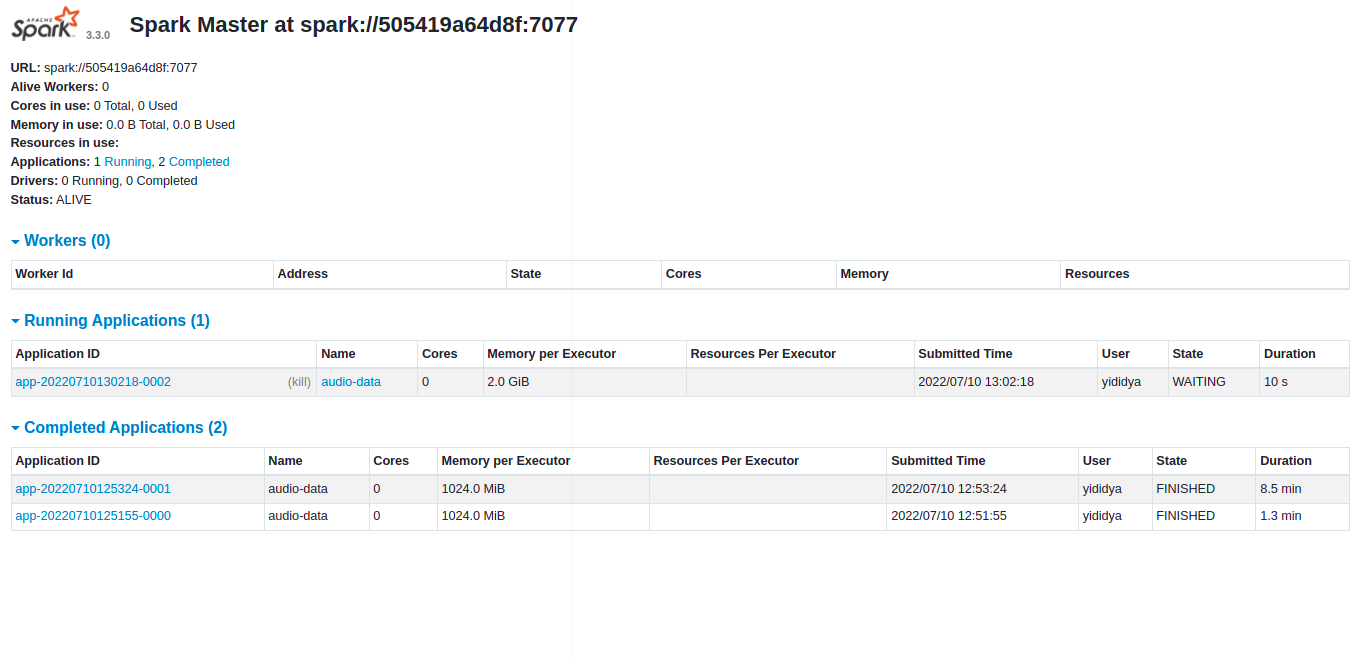 APACHE
Spark 3.3.0 Spark Master at spark://505419a64d8f:7077
URL: spark://505419a64d8f:7077
Alive Workers: 0
Cores in use: 0 Total, 0 Used
Memory in use: 0.0 B Total, 0.0 B Used
Resources in use:
Applications: 1 Running, 2 Completed
Drivers: 0 Running, 0 Completed
Status: ALIVE
Workers (0)
Worker Id Address State Cores Memory Resources
Running Applications (1)
Application ID Name Cores Memory per Executor Resources Per Executor Submitted Time User State Duration
app-20220710130218-0002 (kill) audio-data 0 2.0 GiB 2022/07/10 13:02:18 yididya WAITING 10 s
Completed Applications (2)
Application ID Name Cores Memory per Executor Resources Per Executor Submitted Time User State Duration
app-20220710125324-0001 audio-data 0 1024.0 MiB 2022/07/10 12:53:24 yididya FINISHED 8.5 min
app-20220710125155-0000 audio-data 0 1024.0 MiB 2022/07/10 12:51:55 yididya FINISHED 1.3 min